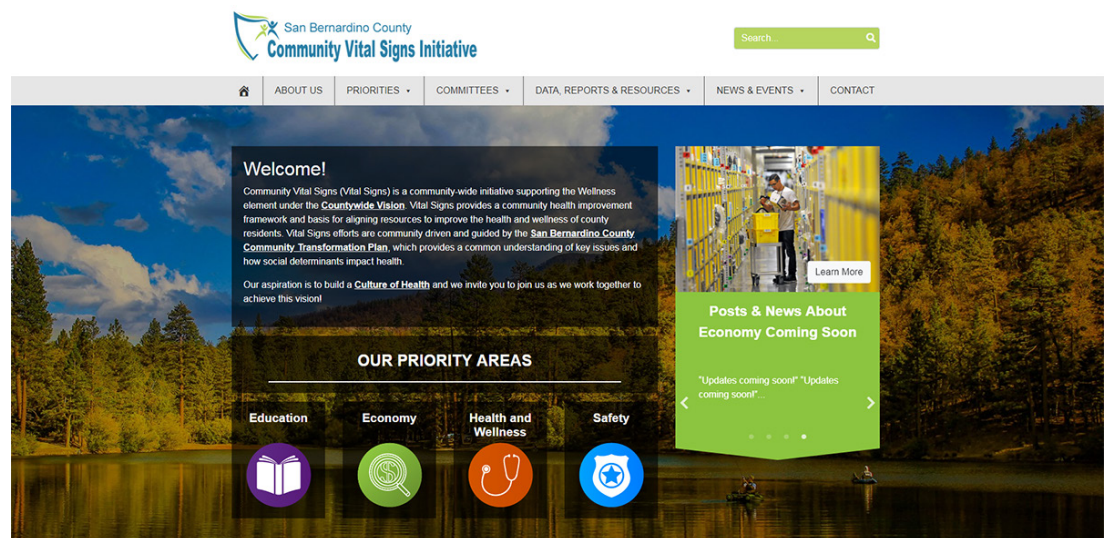 San Bernardino County
Community Vital Signs Initiative
Search...
ABOUT US
PRIORITIES
COMMITTEES
DATA, REPORTS & RESOURCES
NEWS & EVENTS
CONTACT
Welcome!
Community Vital Signs (Vital Signs) is a community-wide initiative supporting the Wellness
element under the Countywide Vision. Vital Signs provides a community health improvement
framework and basis for aligning resources to improve the health and wellness of county
residents. Vital Signs efforts are community driven and guided by the San Bernardino County
Community Transformation Plan, which provides a common understanding of key issues and
how social determinants impact health.
Our aspiration is to build a Culture of Health and we invite you to join us as we work together to
achieve this vision!
Learn More
Posts & News About
Economy Coming Soon
"Updates coming soon!" "Updates
coming soon!"...
OUR PRIORITY AREAS
Education
Economy
Health and
Wellness
Safety